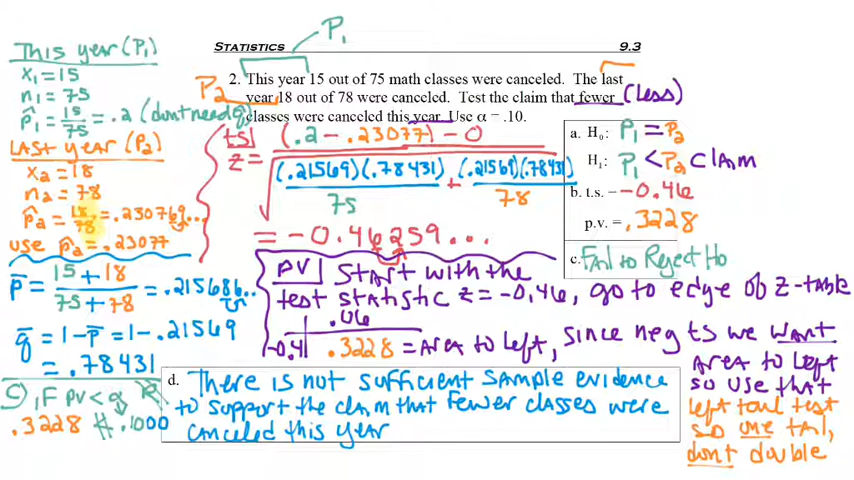 P₁
STATISTICS 9.3
This year (P₁)
x₁=15
n₁=75
p̂₁=15/75=.2 (dont need q̂)
LAST year (P₂)
x₂=18
n₂=78
p̂₂=18/78=.230769...
use p̂₂=.23077
P₂
2. This year 15 out of 75 math classes were canceled. The last
year 18 out of 78 were canceled. Test the claim that fewer (less)
classes were canceled this year. Use α = .10.
ts
z= (.2-.23077)-0
(.21569)(.78431) + (.21569)(.78431)
75 78
= -0.46259...
a. H₀: P₁=P₂
H₁: P₁<P₂ CLAIM
b. t.s. - -0.46
p.v. = .3228
c. Fail to Reject Ho
p̄= 15+18 =.215686...
75+78
q̄=1-p̄=1-.21569
=.78431
PV START with the
test statistic z=-0.46, go to edge of z-table
.06
-0.4 .3228 = Area to left, since neg ts we want
area to left
so use that
left tail test
so one tail,
dont double
C) IF PV<α R
.3228 ≮ .1000
d. There is not sufficient sample evidence
to support the claim that fewer classes were
canceled this year